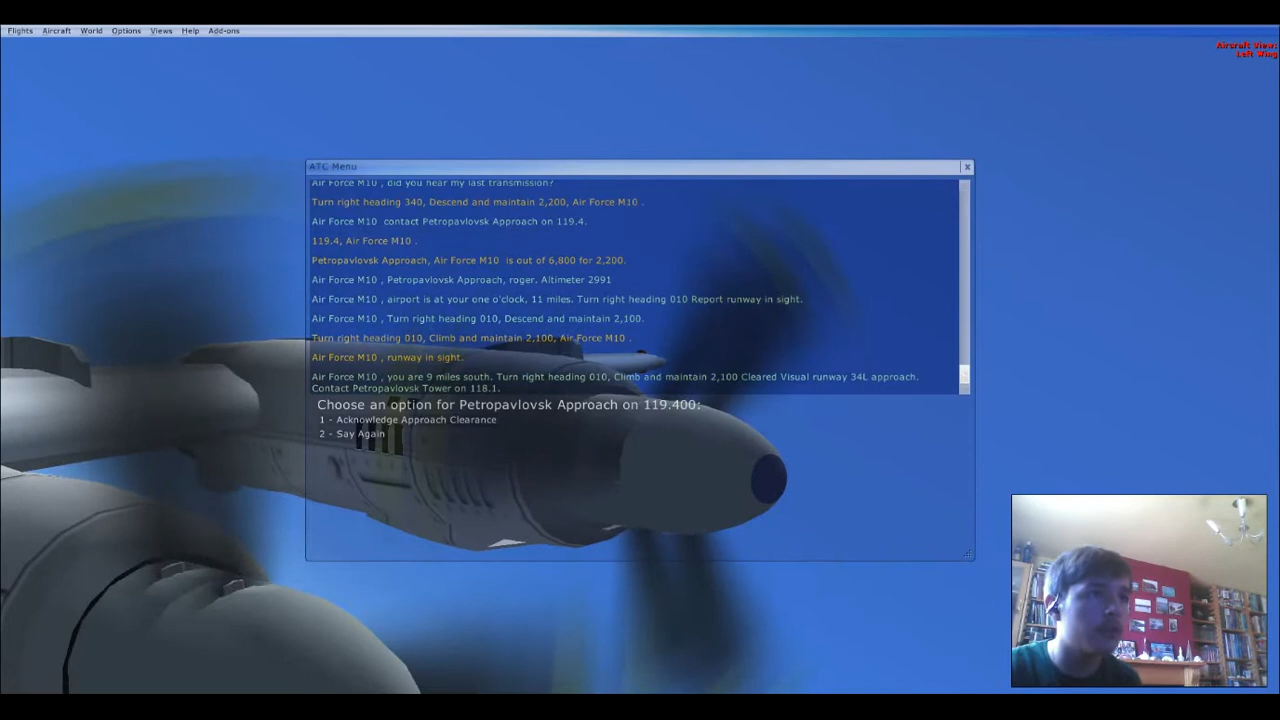 Flights Aircraft World Options Views Help Add-ons
Aircraft View:
Left Wing
ATC Menu x
Air Force M10 , did you hear my last transmission?
Turn right heading 340, Descend and maintain 2,200, Air Force M10 .
Air Force M10  contact Petropavlovsk Approach on 119.4.
119.4, Air Force M10 .
Petropavlovsk Approach, Air Force M10  is out of 6,800 for 2,200.
Air Force M10 , Petropavlovsk Approach, roger. Altimeter 2991
Air Force M10 , airport is at your one o'clock, 11 miles. Turn right heading 010 Report runway in sight.
Air Force M10 , Turn right heading 010, Descend and maintain 2,100.
Turn right heading 010, Climb and maintain 2,100, Air Force M10 .
Air Force M10 , runway in sight.
Air Force M10 , you are 9 miles south. Turn right heading 010, Climb and maintain 2,100 Cleared Visual runway 34L approach.
Contact Petropavlovsk Tower on 118.1.
Choose an option for Petropavlovsk Approach on 119.400:
1 - Acknowledge Approach Clearance
2 - Say Again